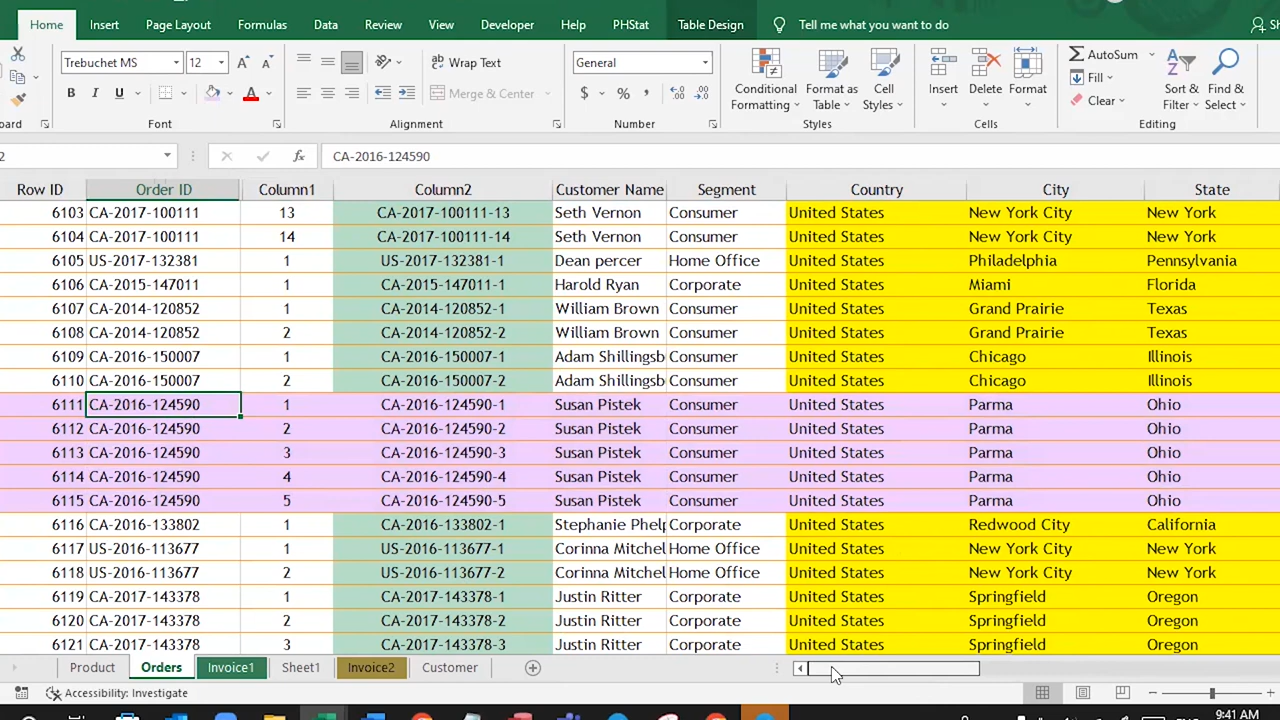 Home Insert Page Layout Formulas Data Review View Developer Help PHStat Table Design Tell me what you want to do
Trebuchet MS 12 Wrap Text General AutoSum
Conditional Formatting Format as Table Cell Styles Insert Delete Format Fill Sort & Filter Find & Select
B I U A Merge & Center $ % , Clear
Font Alignment Number Styles Cells Editing
2 fx CA-2016-124590
Row ID Order ID Column1 Column2 Customer Name Segment Country City State
6103 CA-2017-100111 13 CA-2017-100111-13 Seth Vernon Consumer United States New York City New York
6104 CA-2017-100111 14 CA-2017-100111-14 Seth Vernon Consumer United States New York City New York
6105 US-2017-132381 1 US-2017-132381-1 Dean percer Home Office United States Philadelphia Pennsylvania
6106 CA-2015-147011 1 CA-2015-147011-1 Harold Ryan Corporate United States Miami Florida
6107 CA-2014-120852 1 CA-2014-120852-1 William Brown Consumer United States Grand Prairie Texas
6108 CA-2014-120852 2 CA-2014-120852-2 William Brown Consumer United States Grand Prairie Texas
6109 CA-2016-150007 1 CA-2016-150007-1 Adam Shillingsb Consumer United States Chicago Illinois
6110 CA-2016-150007 2 CA-2016-150007-2 Adam Shillingsb Consumer United States Chicago Illinois
6111 CA-2016-124590 1 CA-2016-124590-1 Susan Pistek Consumer United States Parma Ohio
6112 CA-2016-124590 2 CA-2016-124590-2 Susan Pistek Consumer United States Parma Ohio
6113 CA-2016-124590 3 CA-2016-124590-3 Susan Pistek Consumer United States Parma Ohio
6114 CA-2016-124590 4 CA-2016-124590-4 Susan Pistek Consumer United States Parma Ohio
6115 CA-2016-124590 5 CA-2016-124590-5 Susan Pistek Consumer United States Parma Ohio
6116 CA-2016-133802 1 CA-2016-133802-1 Stephanie Phelp Corporate United States Redwood City California
6117 US-2016-113677 1 US-2016-113677-1 Corinna Mitchel Home Office United States New York City New York
6118 US-2016-113677 2 US-2016-113677-2 Corinna Mitchel Home Office United States New York City New York
6119 CA-2017-143378 1 CA-2017-143378-1 Justin Ritter Corporate United States Springfield Oregon
6120 CA-2017-143378 2 CA-2017-143378-2 Justin Ritter Corporate United States Springfield Oregon
6121 CA-2017-143378 3 CA-2017-143378-3 Justin Ritter Corporate United States Springfield Oregon
Product Orders Invoice1 Sheet1 Invoice2 Customer
Accessibility: Investigate
9:41 AM